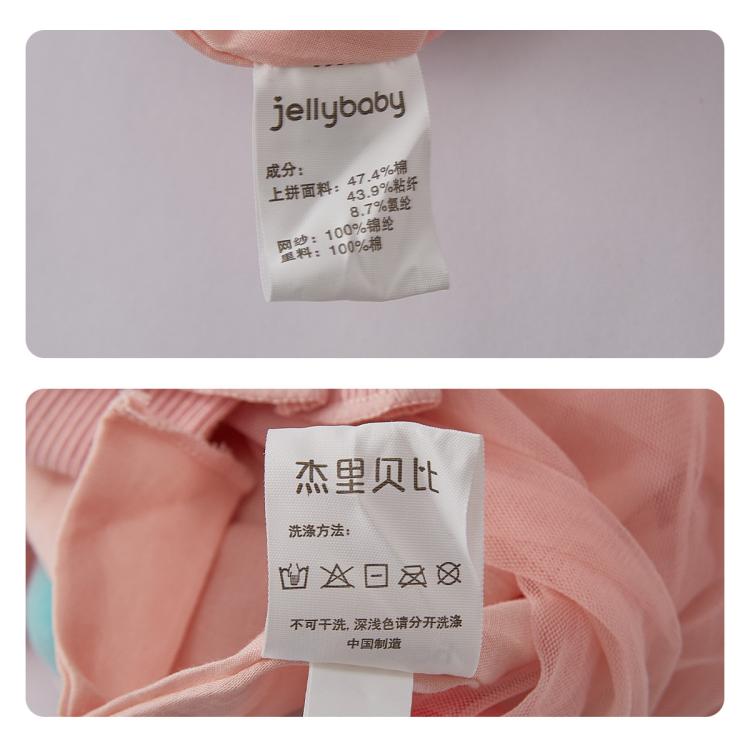 jellybaby
成分：
上拼面料：47.4%棉
43.9%粘纤
8.7%氨纶
网纱：100%锦纶
里料：100%棉
杰里贝比
洗涤方法：
不可干洗，深浅色请分开洗涤
中国制造